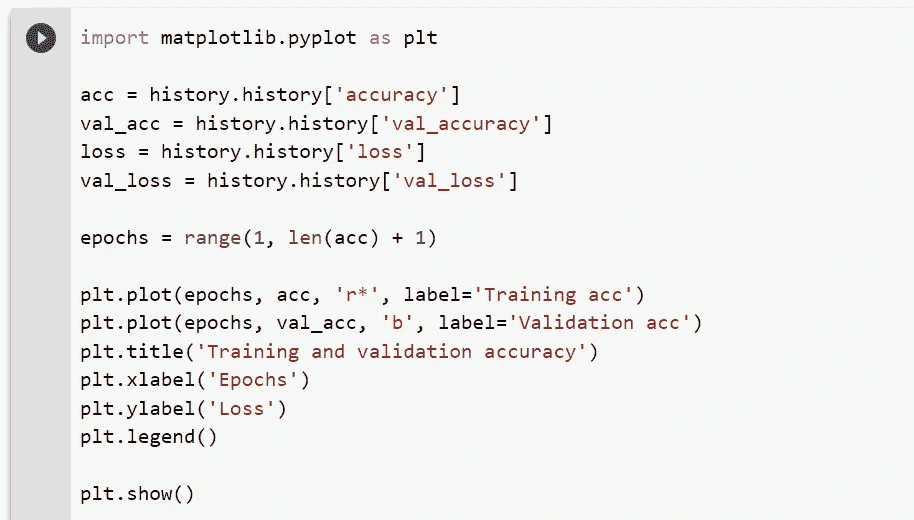 import matplotlib.pyplot as plt
acc = history.history['accuracy']
val_acc = history.history['val_accuracy']
loss = history.history['loss']
val_loss = history.history['val_loss']
epochs = range(1, len(acc) + 1)
plt.plot(epochs, acc, 'r*', label='Training acc')
plt.plot(epochs, val_acc, 'b', label='Validation acc')
plt.title('Training and validation accuracy')
plt.xlabel('Epochs')
plt.ylabel('Loss')
plt.legend()
plt.show()